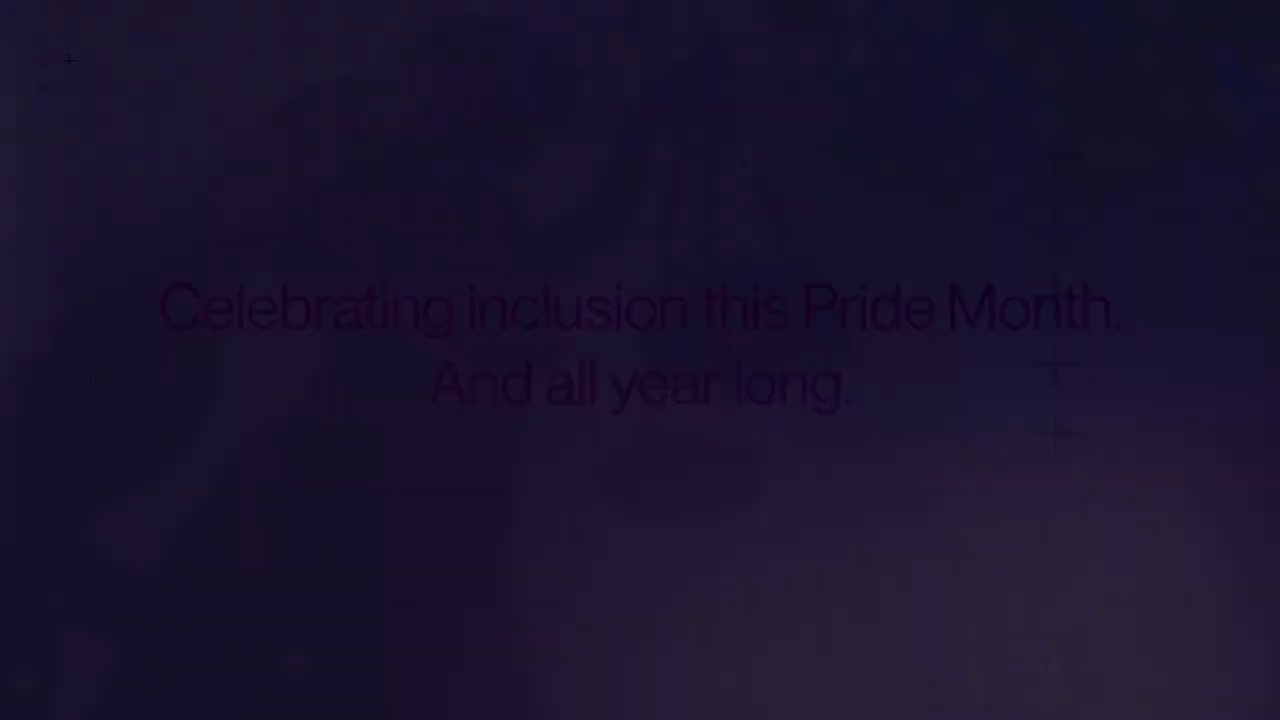 Celebrating inclusion this Pride Month.
And all year long.